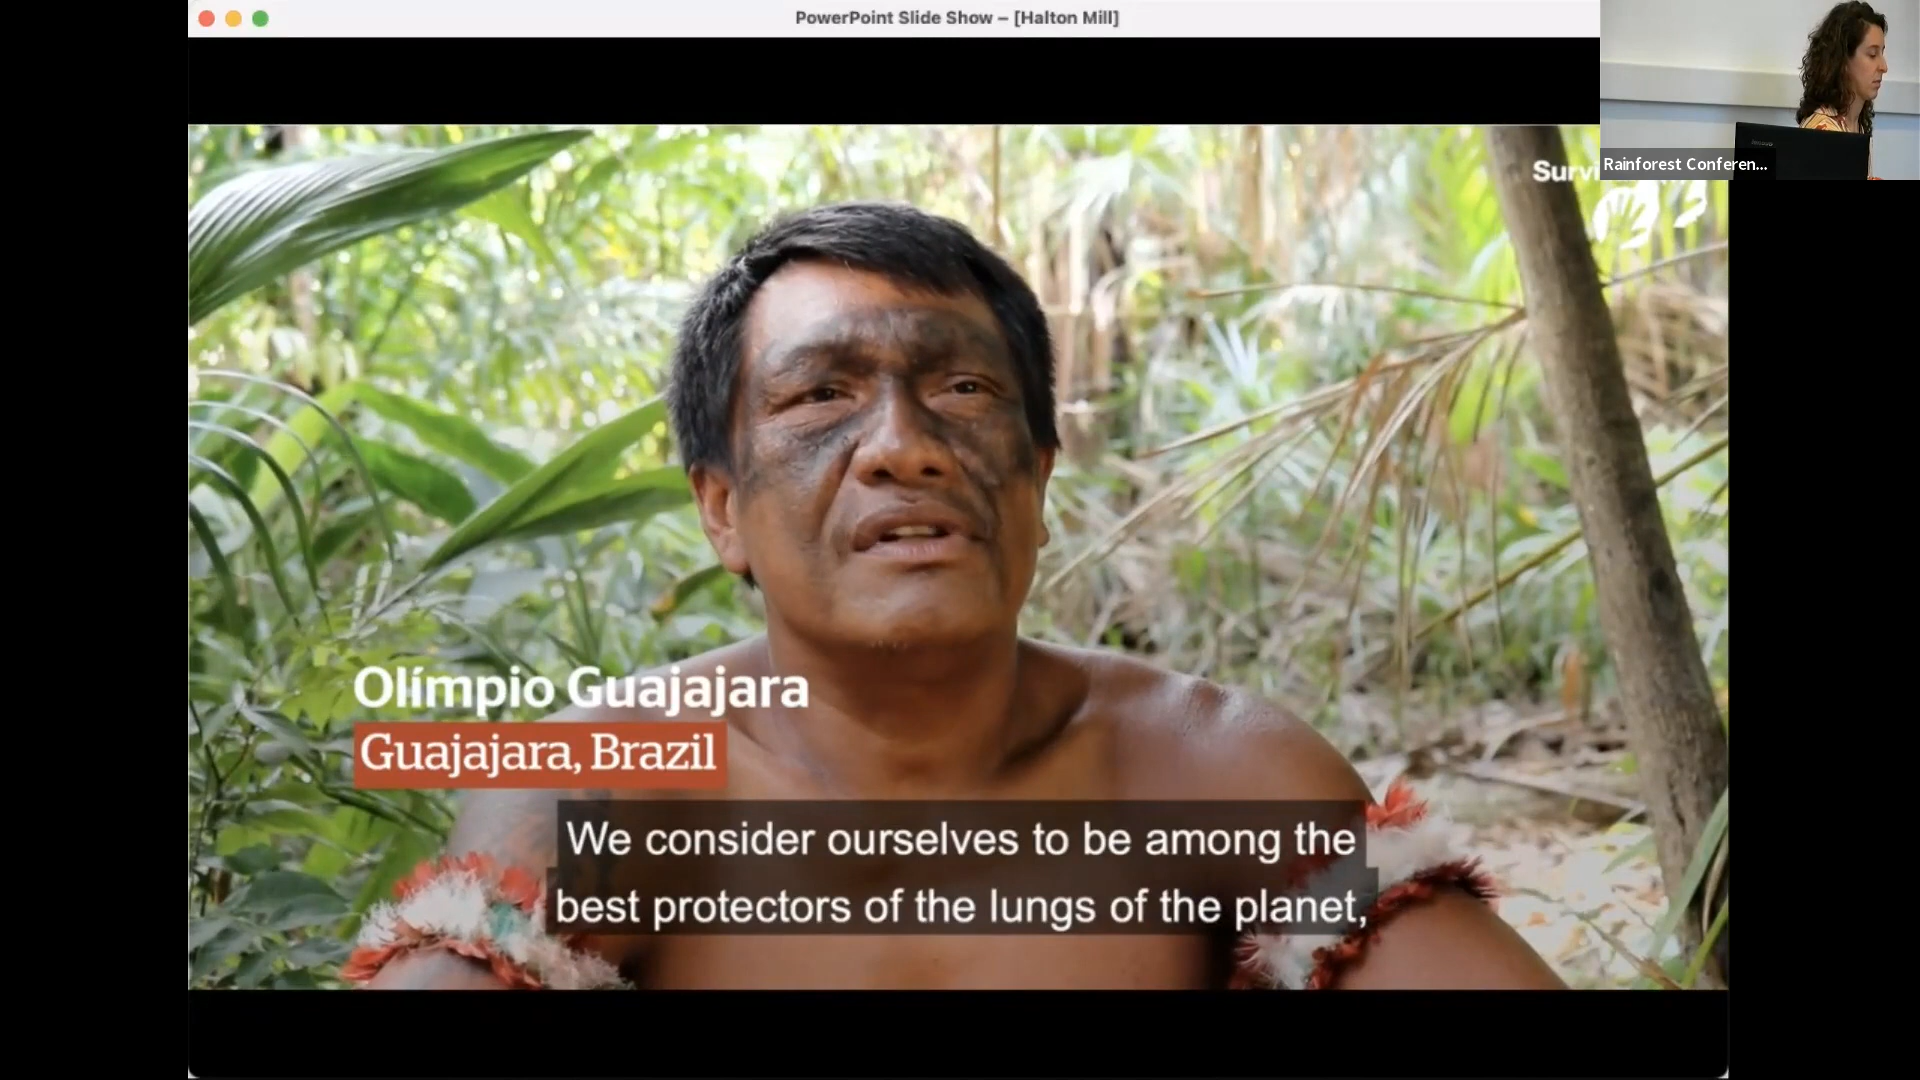 PowerPoint Slide Show – [Halton Mill]
Rainforest Conferen...
Olímpio Guajajara
Guajajara, Brazil
We consider ourselves to be among the
best protectors of the lungs of the planet,